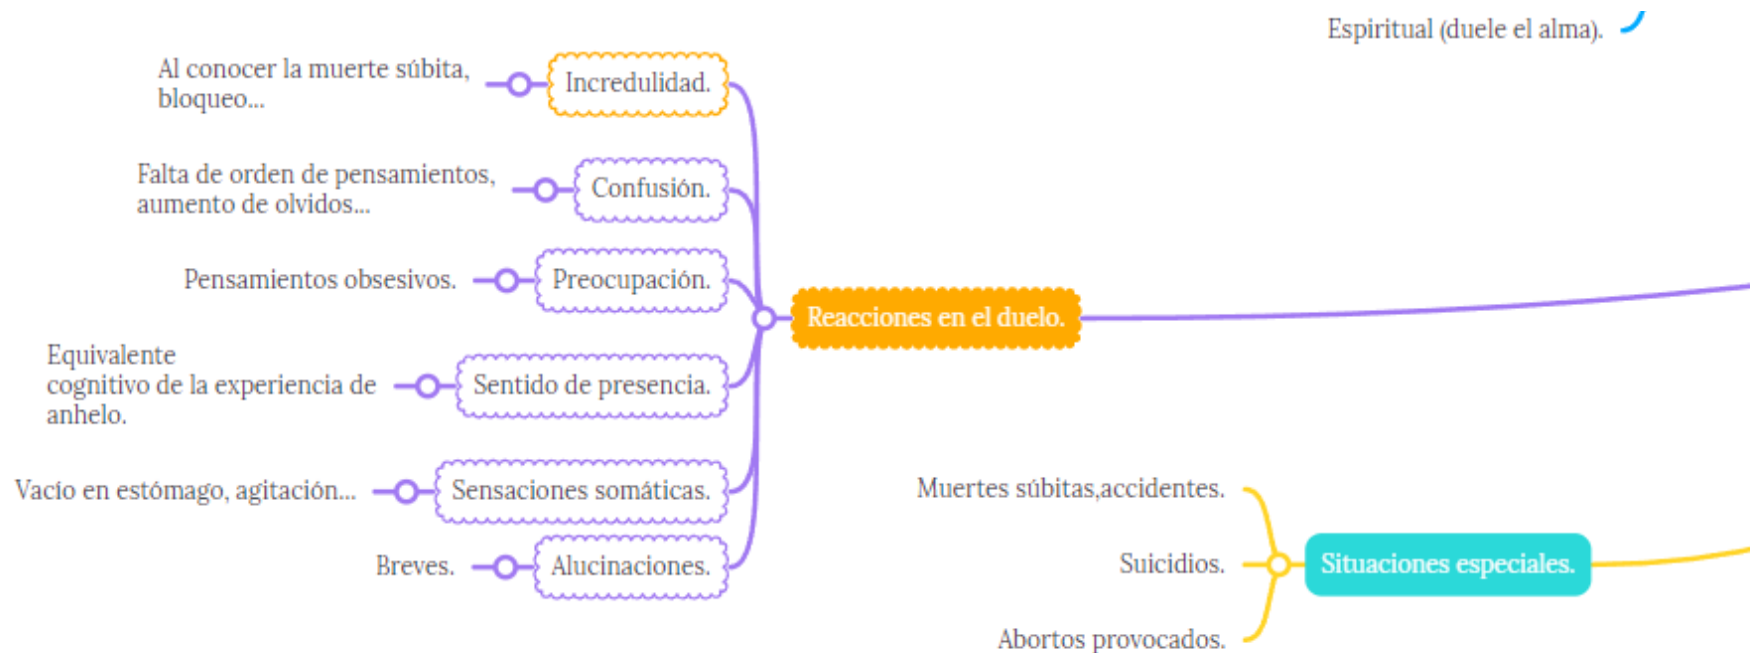 Espiritual (duele el alma).
Al conocer la muerte súbita,
bloqueo...
Incredulidad.
Falta de orden de pensamientos,
aumento de olvidos...
Confusión.
Pensamientos obsesivos.
Preocupación.
Reacciones en el duelo.
Equivalente
cognitivo de la experiencia de
anhelo.
Sentido de presencia.
Vacío en estómago, agitación...
Sensaciones somáticas.
Breves.
Alucinaciones.
Muertes súbitas,accidentes.
Suicidios.
Abortos provocados.
Situaciones especiales.